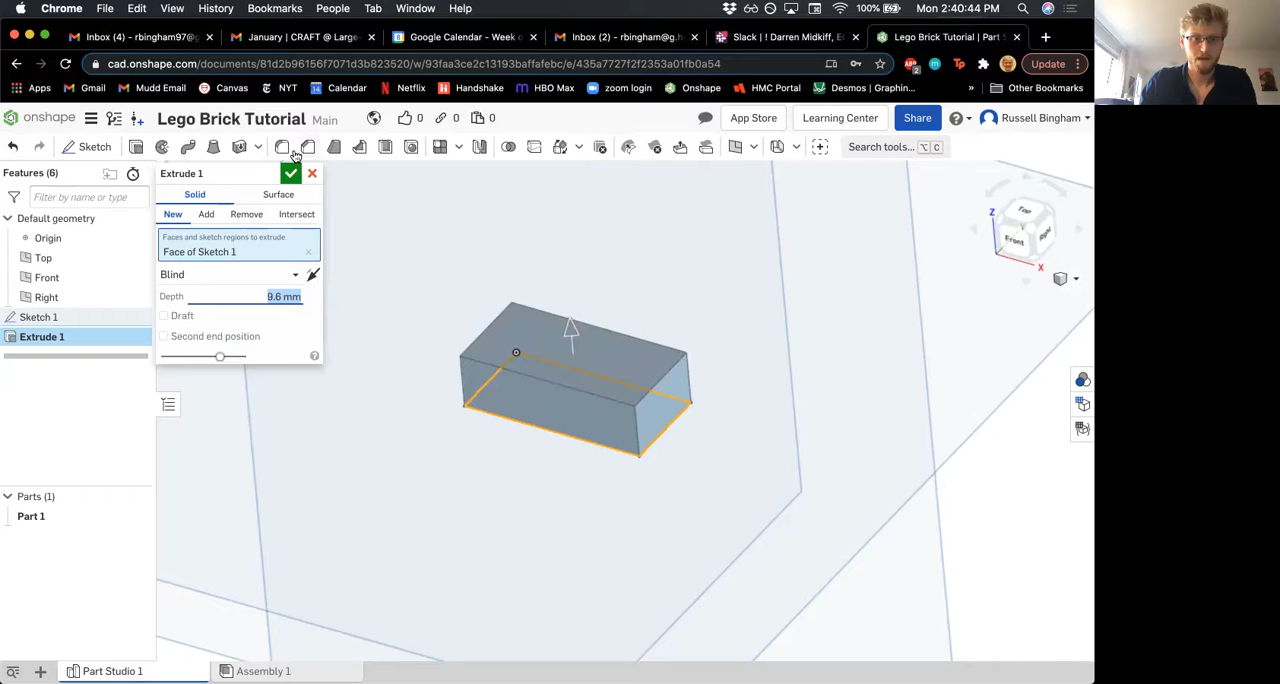 Chrome File Edit View History Bookmarks People Tab Window Help 100% Mon 2:40:44 PM
Inbox (4) - rbingham97@g
January | CRAFT @ Large
Google Calendar - Week o
Inbox (2) - rbingham@g.h
Slack | ! Darren Midkiff, EC
Lego Brick Tutorial | Part S
cad.onshape.com/documents/81d2b96156f7071d3b823520/w/93faa3ce2c13193baffafebc/e/435a7727f2f2353a01fb0a54
Update
Apps Gmail Mudd Email Canvas NYT Calendar Netflix Handshake HBO Max zoom login Onshape HMC Portal Desmos | Graphin... » Other Bookmarks
onshape Lego Brick Tutorial Main 0 0 0 App Store Learning Center Share Russell Bingham
Sketch Search tools... C
Features (6)
Filter by name or type
Default geometry
Origin
Top
Front
Right
Sketch 1
Extrude 1
Parts (1)
Part 1
Extrude 1
Solid Surface
New Add Remove Intersect
Faces and sketch regions to extrude
Face of Sketch 1
Blind
Depth 9.6 mm
Draft
Second end position
Top
Front
Right
Z
X
Part Studio 1 Assembly 1